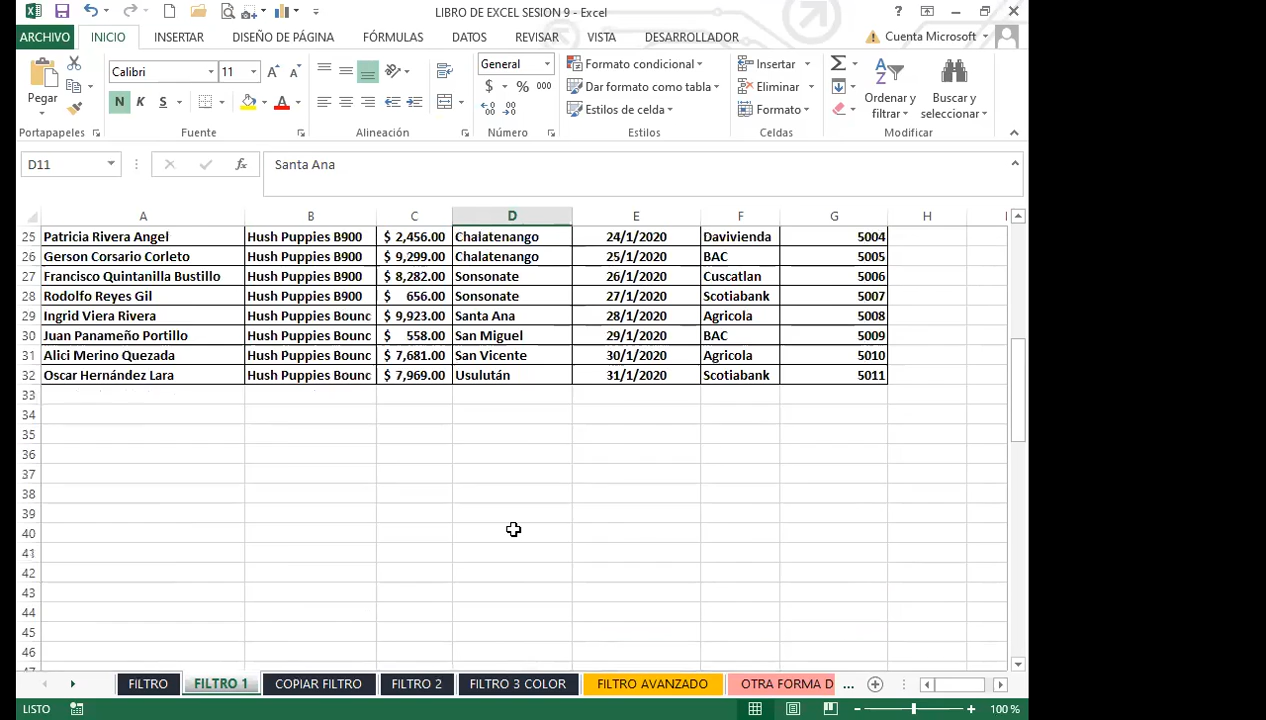 LIBRO DE EXCEL SESION 9 - Excel
ARCHIVO INICIO INSERTAR DISEÑO DE PÁGINA FÓRMULAS DATOS REVISAR VISTA DESARROLLADOR Cuenta Microsoft
Pegar
Calibri 11
N K S
General
$ % 000
Formato condicional
Dar formato como tabla
Estilos de celda
Insertar
Eliminar
Formato
Ordenar y filtrar
Buscar y seleccionar
Portapapeles Fuente Alineación Número Estilos Celdas Modificar
D11 fx Santa Ana
A B C D E F G H I
25 Patricia Rivera Angel Hush Puppies B900 $ 2,456.00 Chalatenango 24/1/2020 Davivienda 5004
26 Gerson Corsario Corleto Hush Puppies B900 $ 9,299.00 Chalatenango 25/1/2020 BAC 5005
27 Francisco Quintanilla Bustillo Hush Puppies B900 $ 8,282.00 Sonsonate 26/1/2020 Cuscatlan 5006
28 Rodolfo Reyes Gil Hush Puppies B900 $ 656.00 Sonsonate 27/1/2020 Scotiabank 5007
29 Ingrid Viera Rivera Hush Puppies Bounc $ 9,923.00 Santa Ana 28/1/2020 Agricola 5008
30 Juan Panameño Portillo Hush Puppies Bounc $ 558.00 San Miguel 29/1/2020 BAC 5009
31 Alici Merino Quezada Hush Puppies Bounc $ 7,681.00 San Vicente 30/1/2020 Agricola 5010
32 Oscar Hernández Lara Hush Puppies Bounc $ 7,969.00 Usulután 31/1/2020 Scotiabank 5011
33
34
35
36
37
38
39
40
41
42
43
44
45
46
FILTRO FILTRO 1 COPIAR FILTRO FILTRO 2 FILTRO 3 COLOR FILTRO AVANZADO OTRA FORMA D ...
LISTO 100 %